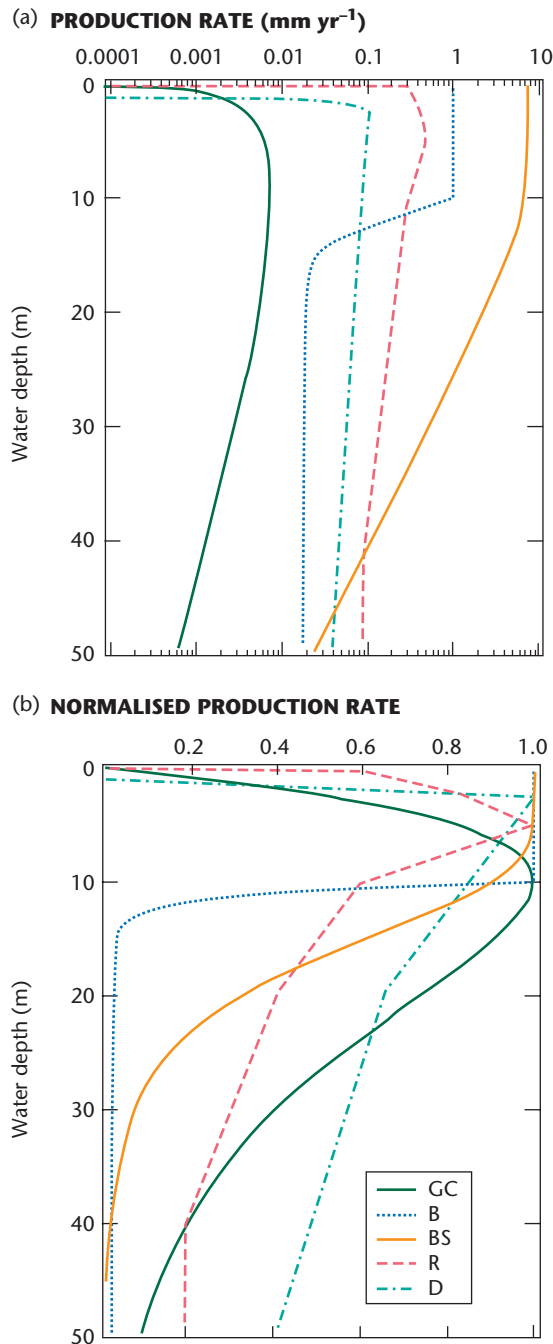 (a) PRODUCTION RATE (mm yr⁻¹)
0.0001 0.001 0.01 0.1 1 10
0
10
20
30
40
50
Water depth (m)
(b) NORMALISED PRODUCTION RATE
0.2 0.4 0.6 0.8 1.0
0
10
20
30
40
50
Water depth (m)
GC
B
BS
R
D